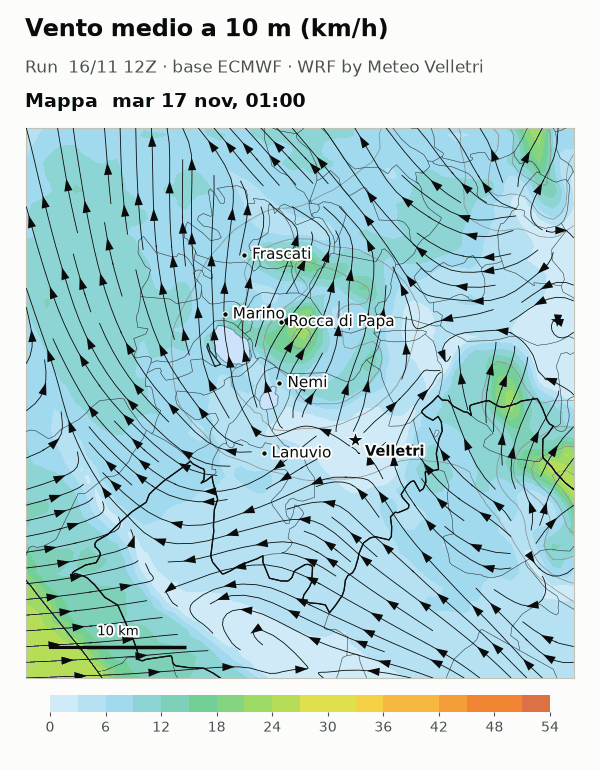 Vento medio a 10 m (km/h)
Run 16/11 12Z · base ECMWF · WRF by Meteo Velletri
Mappa mar 17 nov, 01:00
Frascati
Marino
Rocca di Papa
Nemi
Velletri
Lanuvio
10 km
0 6 12 18 24 30 36 42 48 54